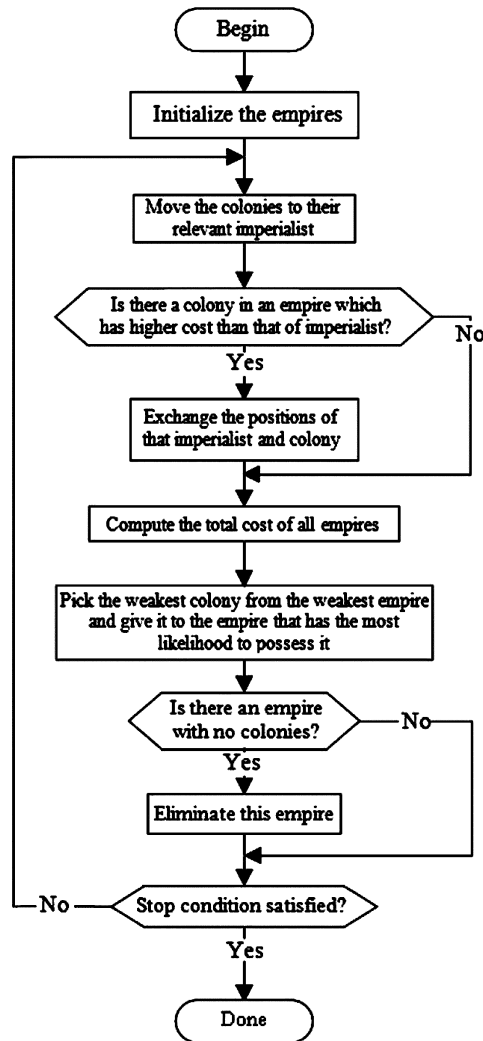 Begin
Initialize the empires
Move the colonies to their
relevant imperialist
Is there a colony in an empire which
has higher cost than that of imperialist?
No
Yes
Exchange the positions of
that imperialist and colony
Compute the total cost of all empires
Pick the weakest colony from the weakest empire
and give it to the empire that has the most
likelihood to possess it
Is there an empire
with no colonies?
No
Yes
Eliminate this empire
Stop condition satisfied?
No
Yes
Done